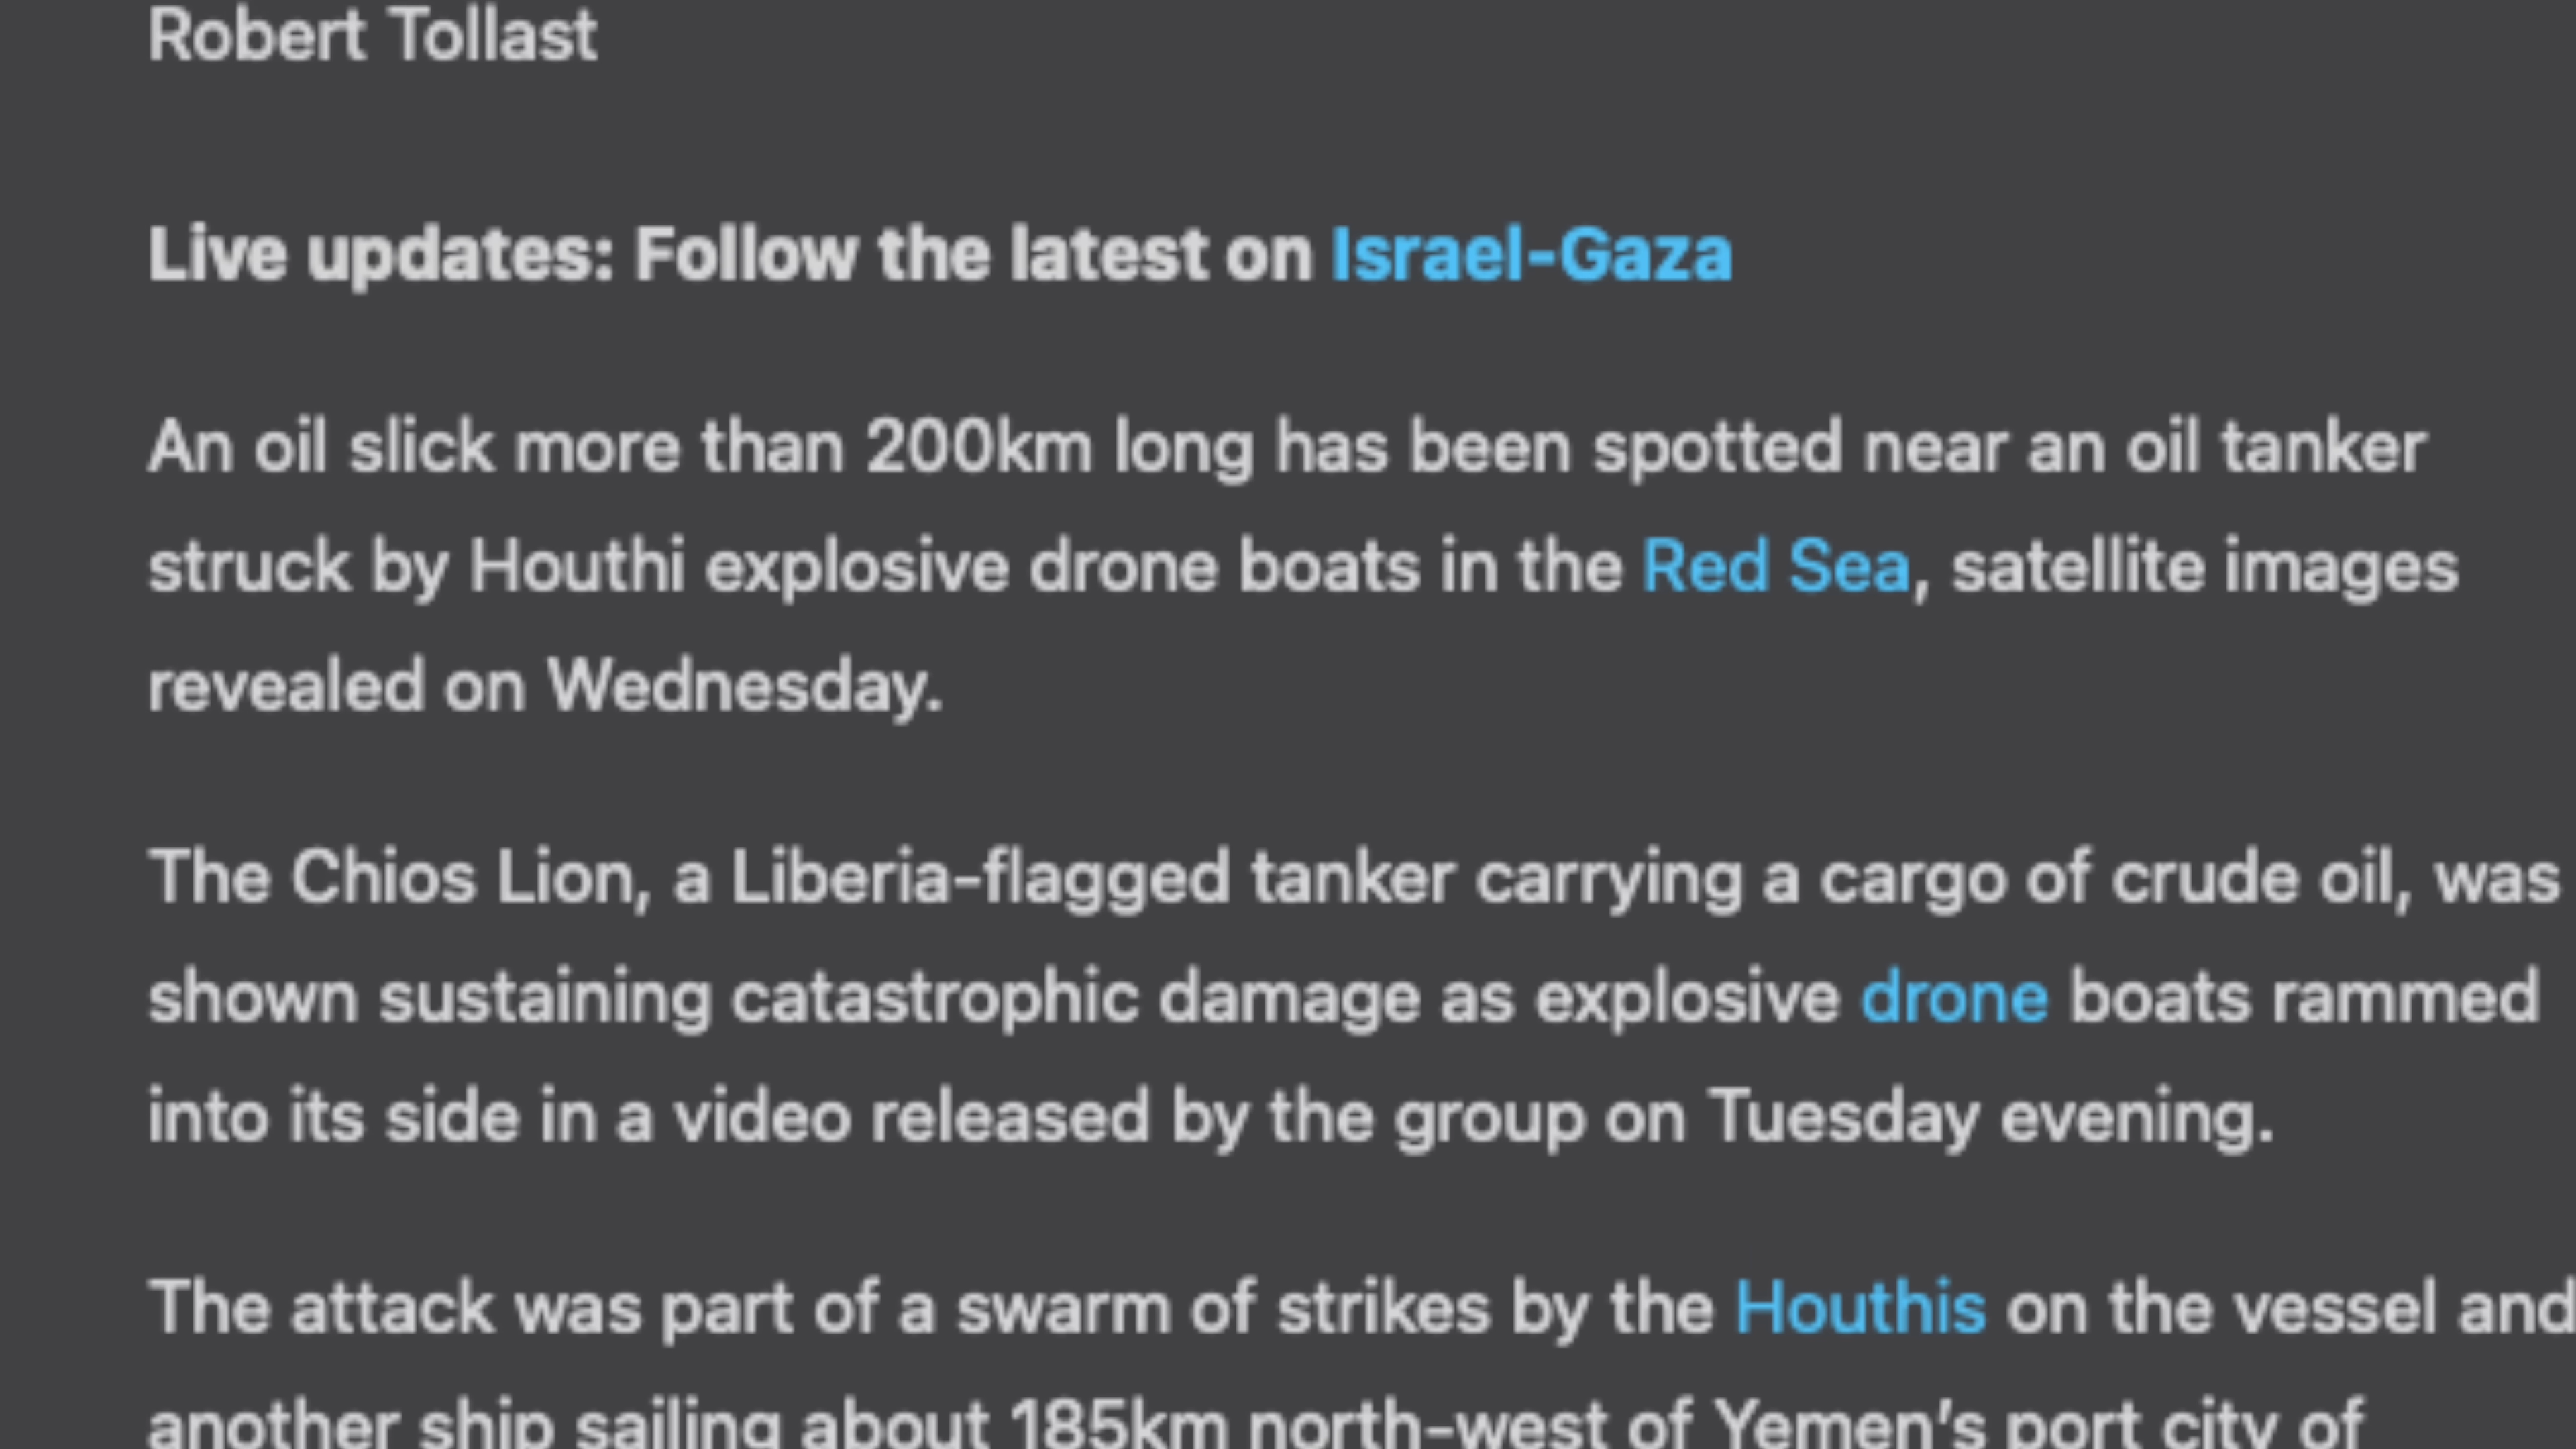 Robert Tollast
Live updates: Follow the latest on Israel-Gaza
An oil slick more than 200km long has been spotted near an oil tanker
struck by Houthi explosive drone boats in the Red Sea, satellite images
revealed on Wednesday.
The Chios Lion, a Liberia-flagged tanker carrying a cargo of crude oil, was
shown sustaining catastrophic damage as explosive drone boats rammed
into its side in a video released by the group on Tuesday evening.
The attack was part of a swarm of strikes by the Houthis on the vessel and
another ship sailing about 185km north-west of Yemen’s port city of